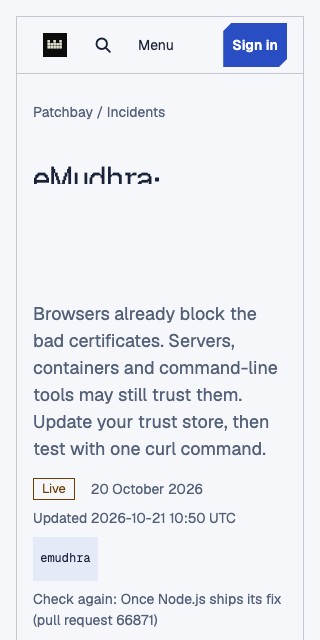 Menu
Sign in
Patchbay / Incidents
eMudhra:
Browsers already block the
bad certificates. Servers,
containers and command-line
tools may still trust them.
Update your trust store, then
test with one curl command.
Live 20 October 2026
Updated 2026-10-21 10:50 UTC
emudhra
Check again: Once Node.js ships its fix
(pull request 66871)